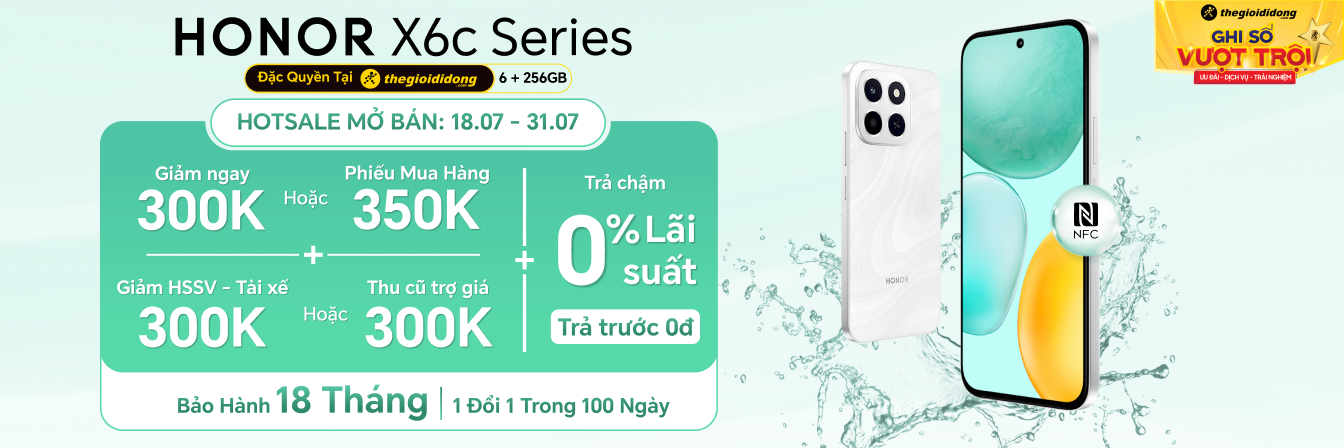 HONOR X6c Series
Đặc Quyền Tại thegioididong .com 6 + 256GB
HOTSALE MỞ BÁN: 18.07 - 31.07
Giảm ngay
300K
Hoặc
Phiếu Mua Hàng
350K
+
Giảm HSSV - Tài xế
300K
Hoặc
Thu cũ trợ giá
300K
+
Trả chậm
0% Lãi suất
Trả trước 0đ
Bảo Hành 18 Tháng | 1 Đổi 1 Trong 100 Ngày
HONOR
NFC
thegioididong
.com
GHI SỐ
VƯỢT TRỘI
ƯU ĐÃI - DỊCH VỤ - TRẢI NGHIỆM